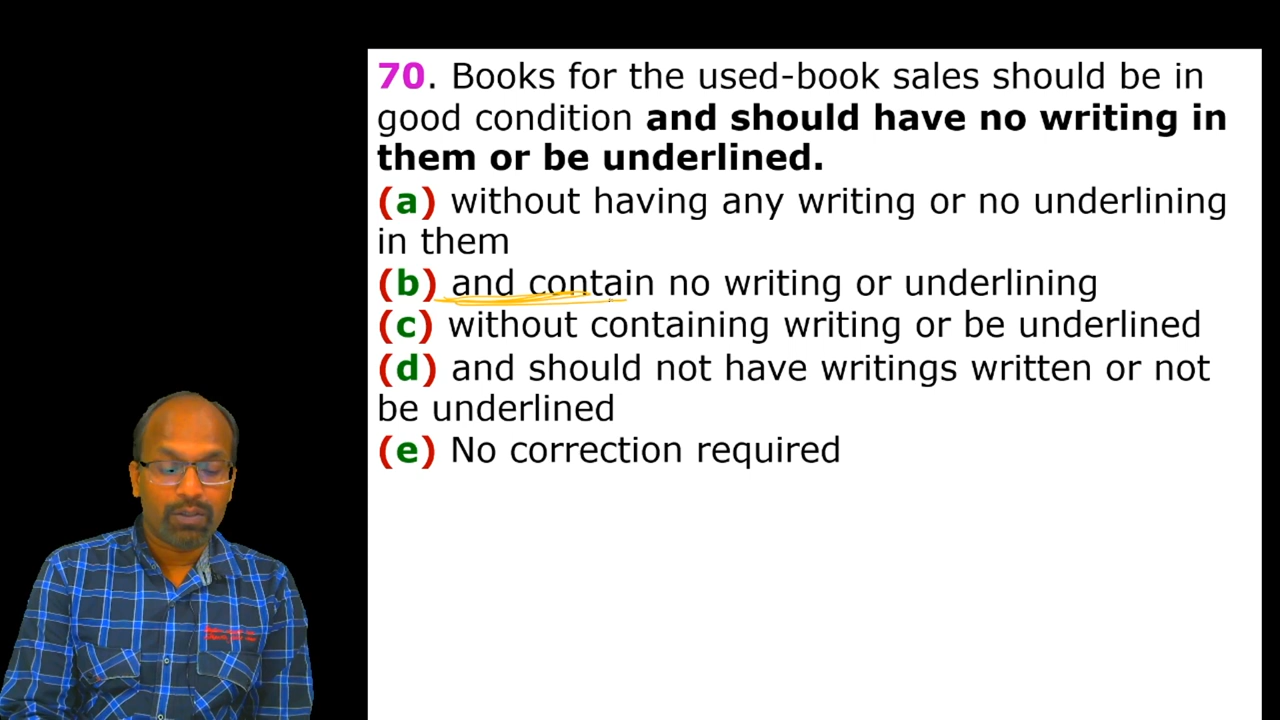 70. Books for the used-book sales should be in
good condition and should have no writing in
them or be underlined.
(a) without having any writing or no underlining
in them
(b) and contain no writing or underlining
(c) without containing writing or be underlined
(d) and should not have writings written or not
be underlined
(e) No correction required